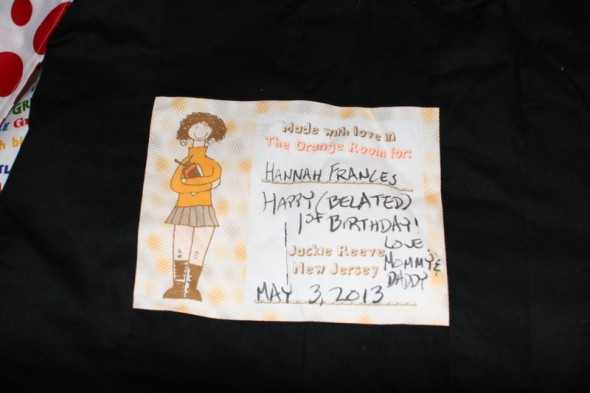 Made with love in
The Orange Room for:
HANNAH FRANCES
HAPPY (BELATED)
1st BIRTHDAY!
LOVE
MOMMY &
DADDY
Jackie Reeve
New Jersey
MAY 3, 2013
GR